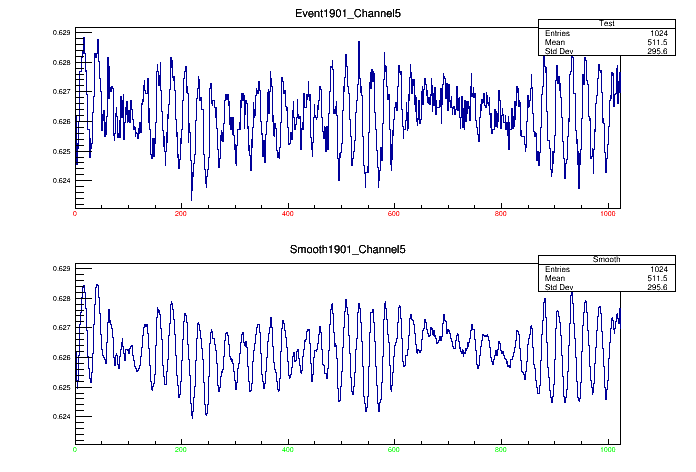 Event1901_Channel5
Test
Entries 1024
Mean 511.5
Std Dev 295.6
0.629
0.628
0.627
0.626
0.625
0.624
0 200 400 600 800 1000
Smooth1901_Channel5
Smooth
Entries 1024
Mean 511.5
Std Dev 295.6
0.629
0.628
0.627
0.626
0.625
0.624
0 200 400 600 800 1000